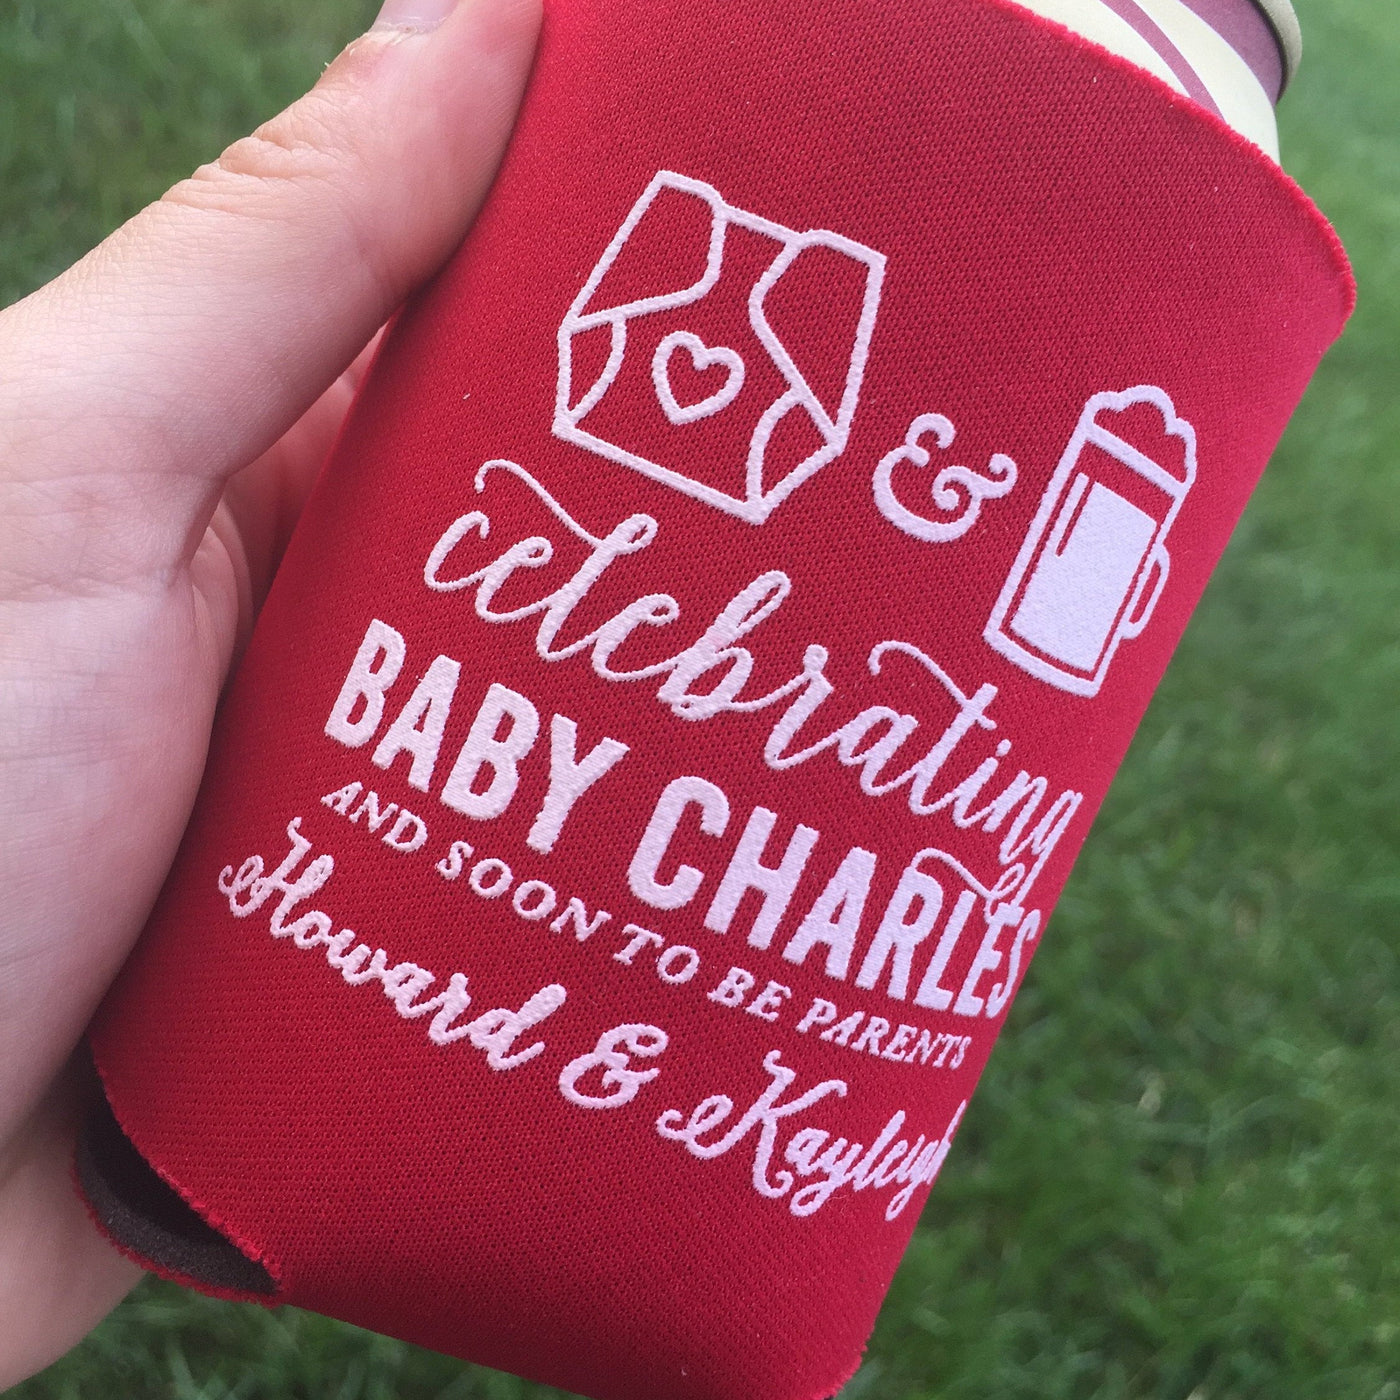 &
celebrating
BABY CHARLES
AND SOON TO BE PARENTS
Howard & Kayleigh